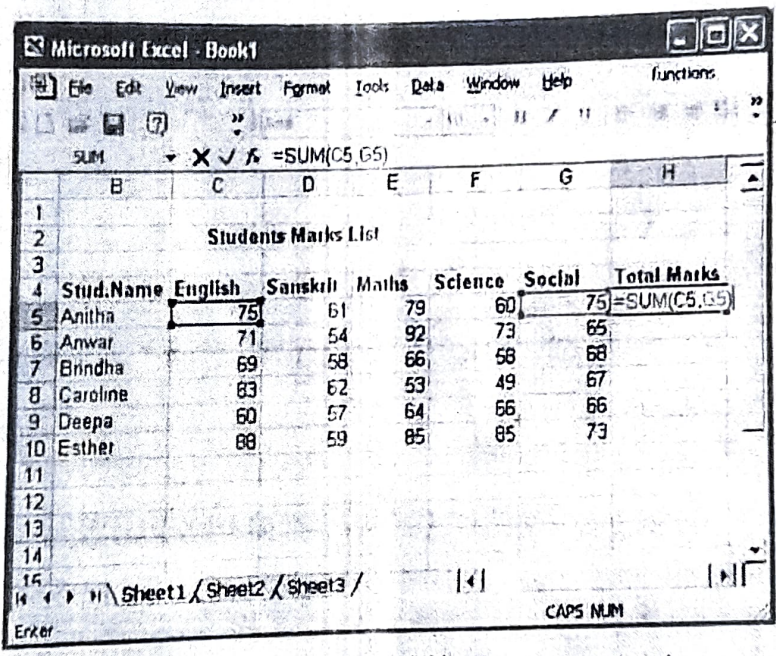 Microsoft Excel - Book1
File Edit View Insert Format Tools Data Window Help functions
SUM =SUM(C5,G5)
B C D E F G H
1
2 Students Marks List
3
4 Stud.Name English Sanskrit Maths Science Social Total Marks
5 Anitha 75 61 79 60 75 =SUM(C5,G5)
6 Anwar 71 54 92 73 65
7 Brindha 69 58 66 58 68
8 Caroline 83 62 53 49 67
9 Deepa 60 57 64 66 66
10 Esther 88 59 85 85 73
11
12
13
14
15
Sheet1 Sheet2 Sheet3
CAPS NUM
Enter